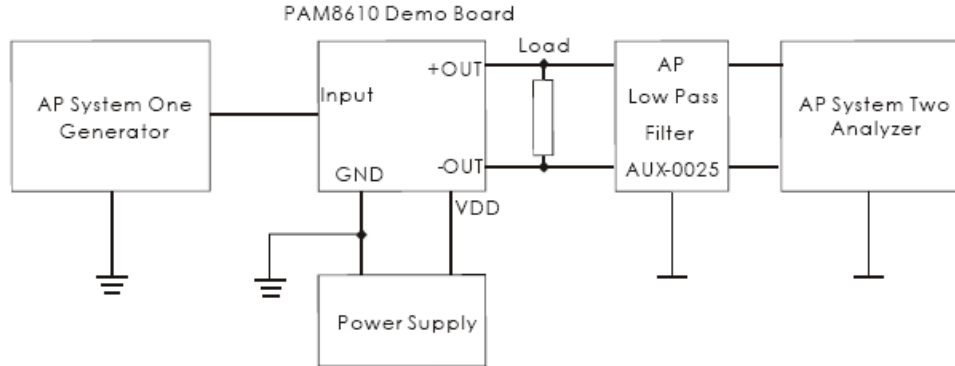 PAM8610 Demo Board
AP System One
Generator
Input
+OUT
-OUT
GND
VDD
Load
AP
Low Pass
Filter
AUX-0025
AP System Two
Analyzer
Power Supply